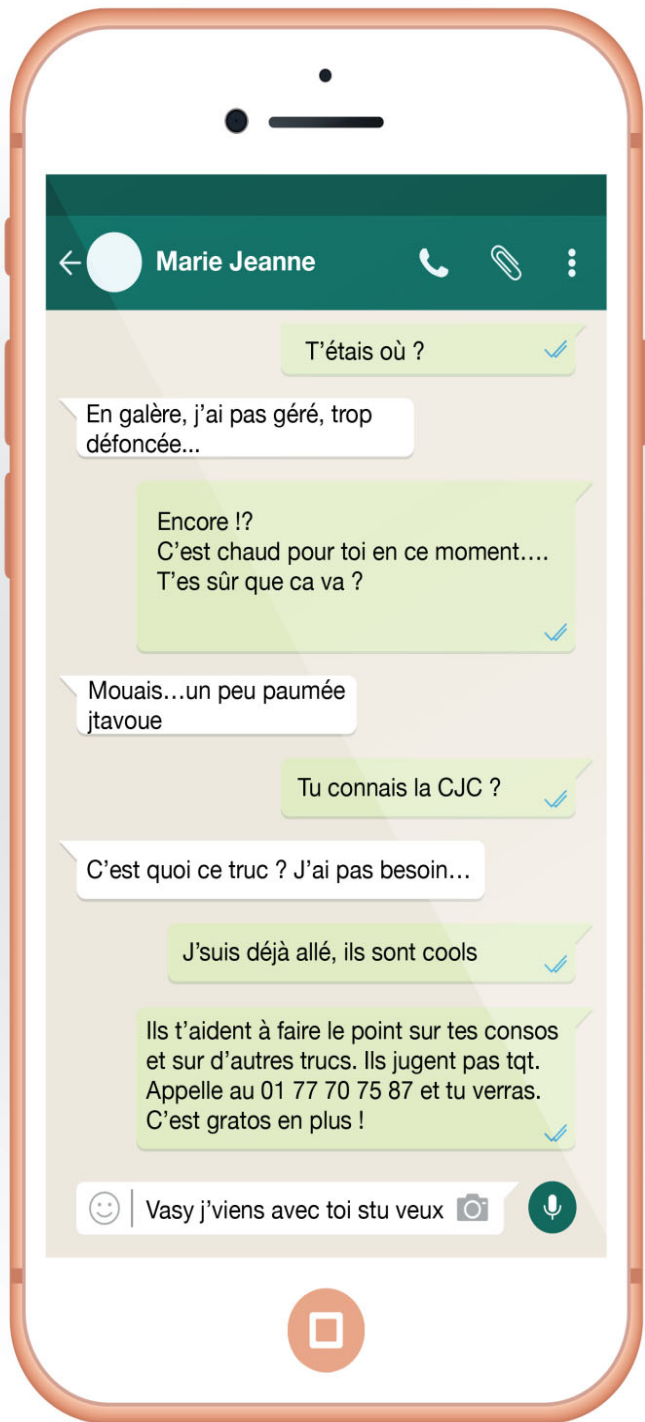 Marie Jeanne
T’étais où ?
En galère, j’ai pas géré, trop
défoncée...
Encore !?
C’est chaud pour toi en ce moment....
T’es sûr que ca va ?
Mouais...un peu paumée
jtavoue
Tu connais la CJC ?
C’est quoi ce truc ? J’ai pas besoin...
J’suis déjà allé, ils sont cools
Ils t’aident à faire le point sur tes consos
et sur d’autres trucs. Ils jugent pas tqt.
Appelle au 01 77 70 75 87 et tu verras.
C’est gratos en plus !
Vasy j’viens avec toi stu veux